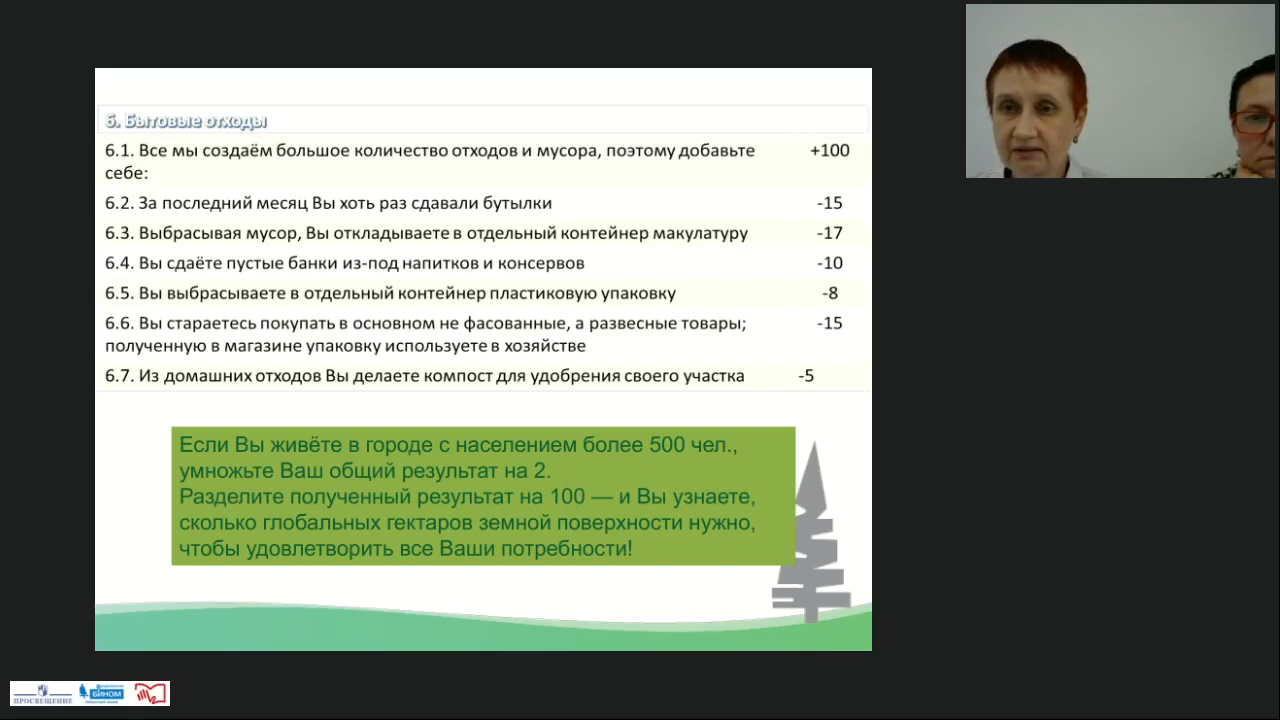 6. Бытовые отходы
6.1. Все мы создаём большое количество отходов и мусора, поэтому добавьте +100
себе:
6.2. За последний месяц Вы хоть раз сдавали бутылки -15
6.3. Выбрасывая мусор, Вы откладываете в отдельный контейнер макулатуру -17
6.4. Вы сдаёте пустые банки из-под напитков и консервов -10
6.5. Вы выбрасываете в отдельный контейнер пластиковую упаковку -8
6.6. Вы стараетесь покупать в основном не фасованные, а развесные товары; -15
полученную в магазине упаковку используете в хозяйстве
6.7. Из домашних отходов Вы делаете компост для удобрения своего участка -5
Если Вы живёте в городе с населением более 500 чел.,
умножьте Ваш общий результат на 2.
Разделите полученный результат на 100 — и Вы узнаете,
сколько глобальных гектаров земной поверхности нужно,
чтобы удовлетворить все Ваши потребности!
ПРОСВЕЩЕНИЕ
БИНОМ